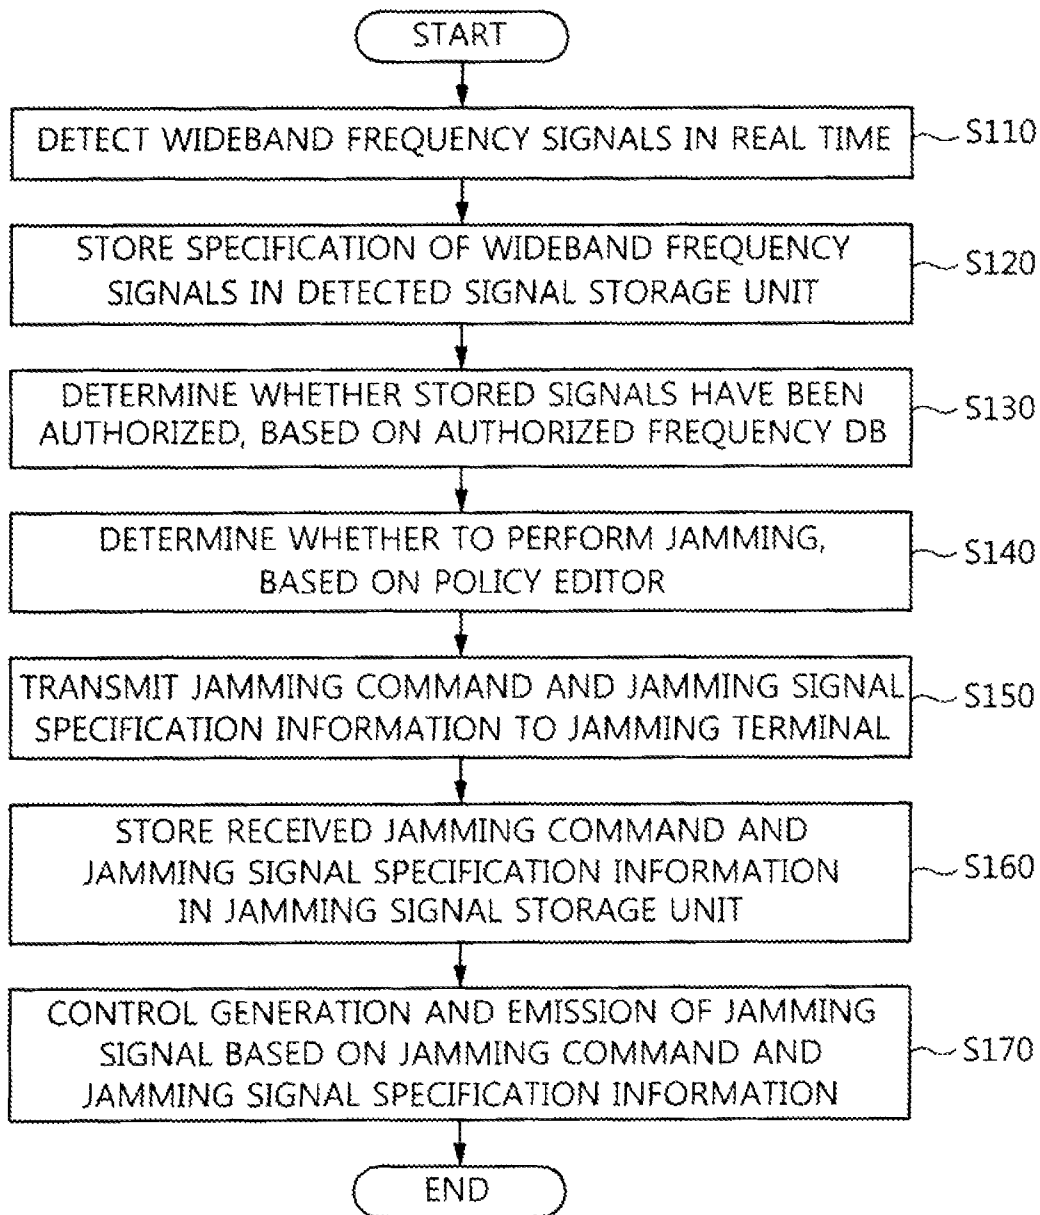 START
DETECT WIDEBAND FREQUENCY SIGNALS IN REAL TIME
S110
STORE SPECIFICATION OF WIDEBAND FREQUENCY
SIGNALS IN DETECTED SIGNAL STORAGE UNIT
S120
DETERMINE WHETHER STORED SIGNALS HAVE BEEN
AUTHORIZED, BASED ON AUTHORIZED FREQUENCY DB
S130
DETERMINE WHETHER TO PERFORM JAMMING,
BASED ON POLICY EDITOR
S140
TRANSMIT JAMMING COMMAND AND JAMMING SIGNAL
SPECIFICATION INFORMATION TO JAMMING TERMINAL
S150
STORE RECEIVED JAMMING COMMAND AND
JAMMING SIGNAL SPECIFICATION INFORMATION
IN JAMMING SIGNAL STORAGE UNIT
S160
CONTROL GENERATION AND EMISSION OF JAMMING
SIGNAL BASED ON JAMMING COMMAND AND
JAMMING SIGNAL SPECIFICATION INFORMATION
S170
END